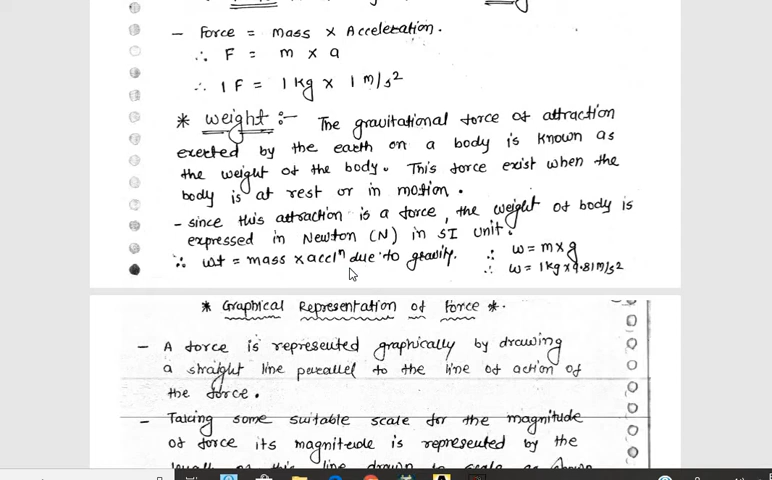 - Force = Mass x Acceleration.
∴ F = m x a
∴ 1 F = 1 kg x 1 m/s²
* Weight :- The gravitational force of attraction
exerted by the earth on a body is known as
the weight of the body. This force exist when the
body is at rest or in motion.
- since this attraction is a force, the weight of body is
expressed in Newton (N) in SI unit.
∴ wt = mass x acclⁿ due to gravity. ∴ w = m x g
∴ w = 1kg x 9.81 m/s²
* Graphical Representation of Force *.
- A force is represented graphically by drawing
a straight line parallel to the line of action of
the force.
- Taking some suitable scale for the magnitude
of force its magnitude is represented by the